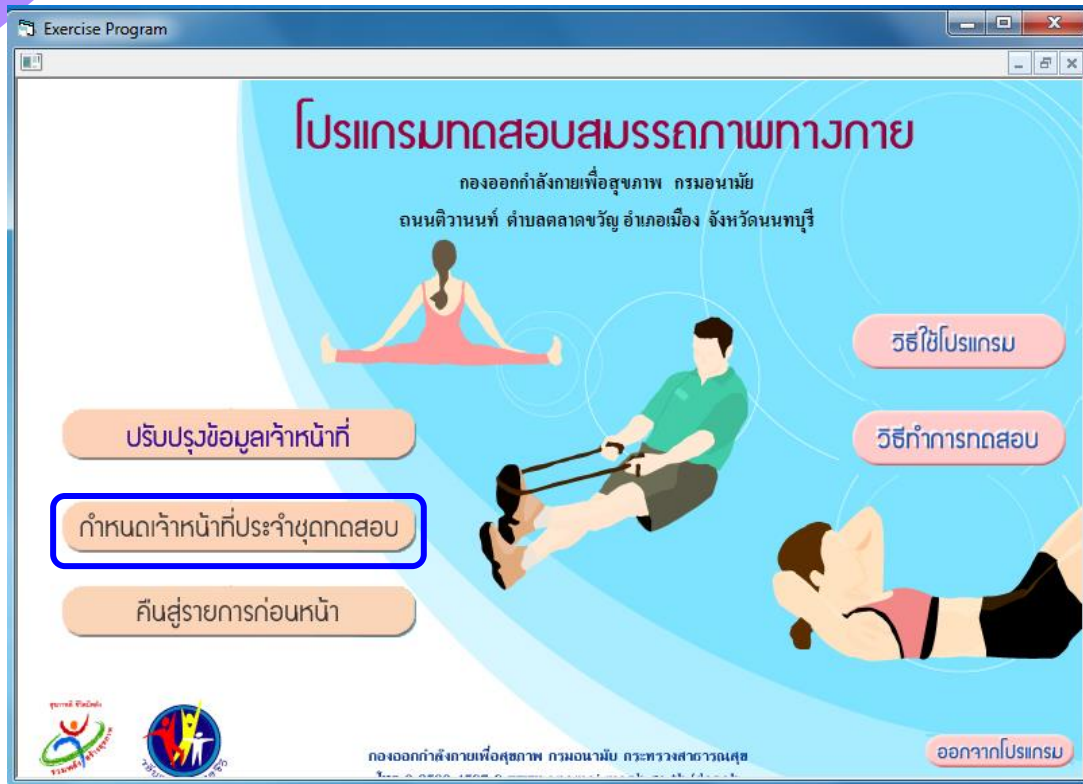 Exercise Program
โปรแกรมทดสอบสมรรถภาพทางกาย
กองออกกำลังกายเพื่อสุขภาพ กรมอนามัย
ถนนติวานนท์ ตำบลตลาดขวัญ อำเภอเมือง จังหวัดนนทบุรี
วิธีใช้โปรแกรม
ปรับปรุงข้อมูลเจ้าหน้าที่
วิธีทำการทดสอบ
กำหนดเจ้าหน้าที่ประจำชุดทดสอบ
คืนสู่รายการก่อนหน้า
กองออกกำลังกายเพื่อสุขภาพ กรมอนามัย กระทรวงสาธารณสุข
ออกจากโปรแกรม